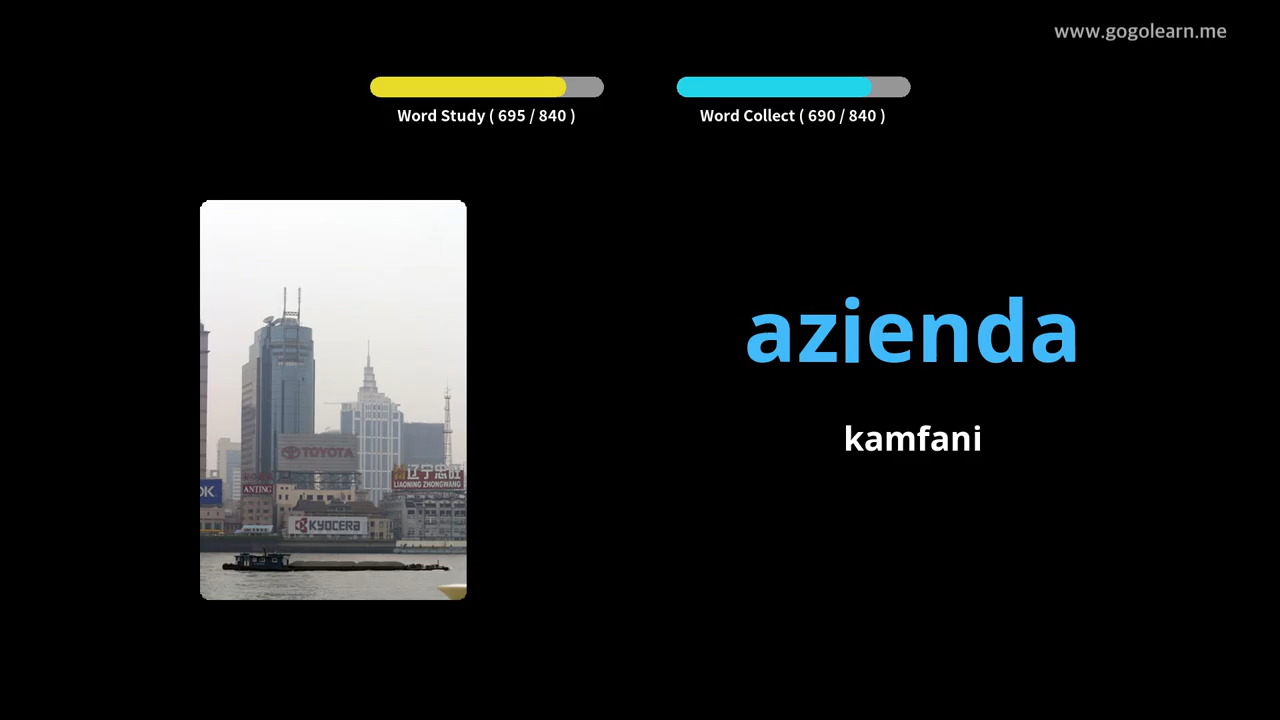 www.gogolearn.me
Word Study ( 695 / 840 )
Word Collect ( 690 / 840 )
azienda
kamfani
TOYOTA
辽宁忠旺
LIAONING ZHONGWANG
OK
ANTING
KYOCERA